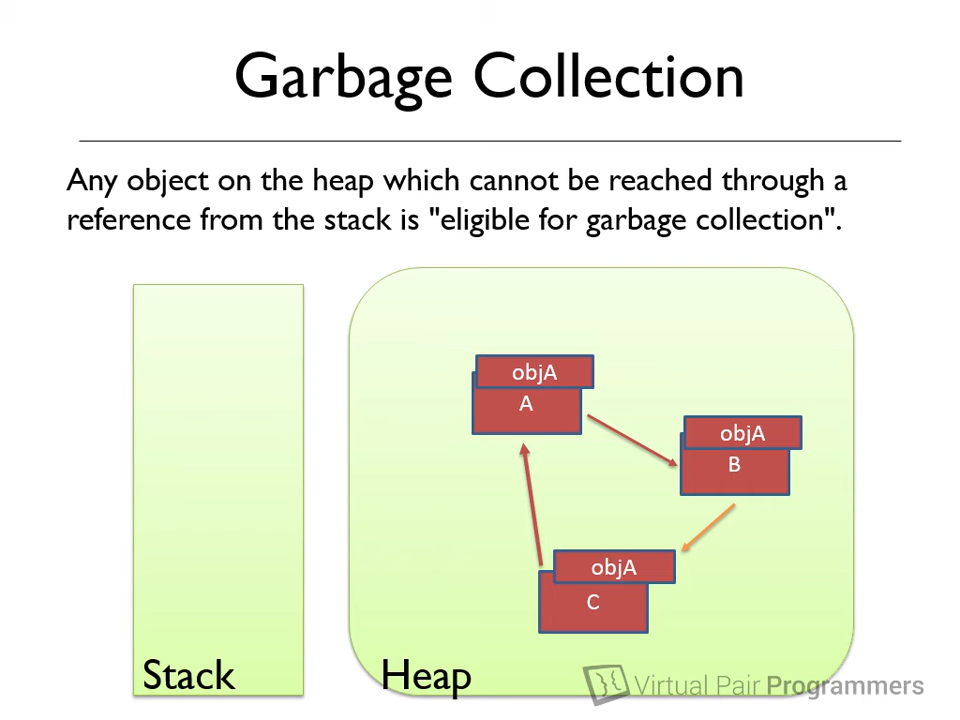 Garbage Collection
Any object on the heap which cannot be reached through a
reference from the stack is "eligible for garbage collection".
objA
A
objA
B
objA
C
Stack
Heap
Virtual Pair Programmers